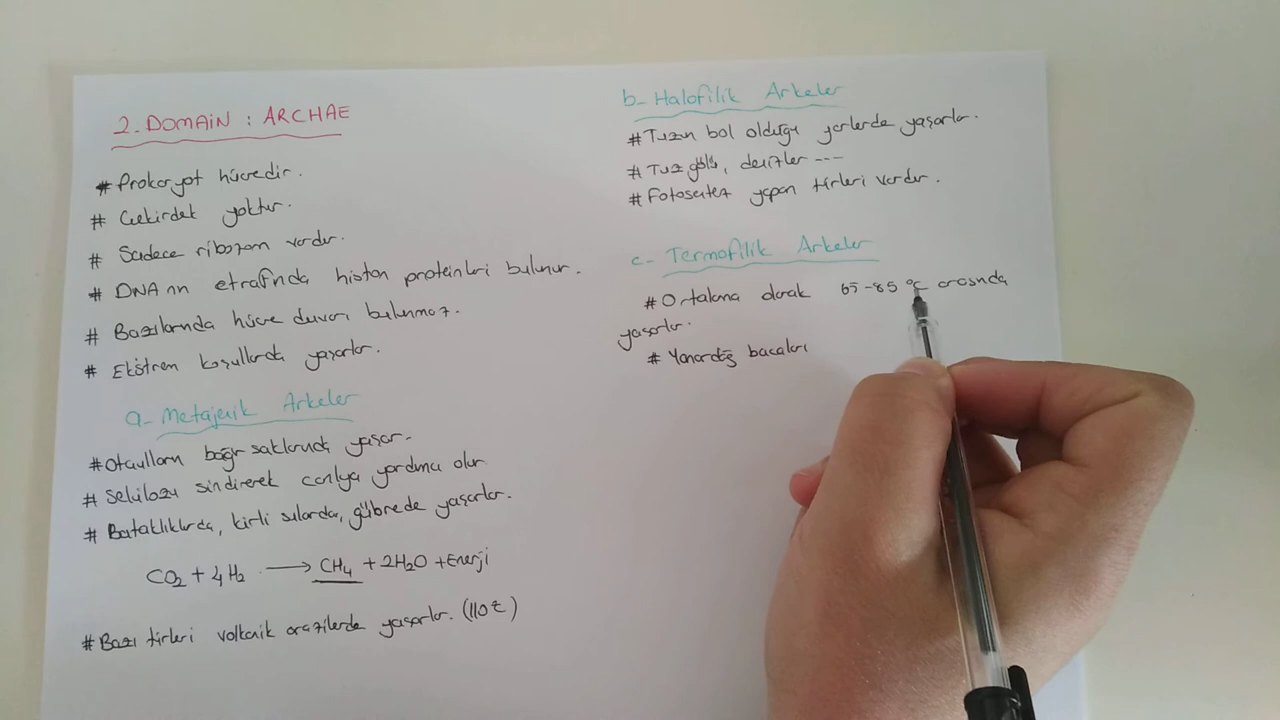 2. DOMAIN : ARCHAE
# Prokaryot hücredir.
# Çekirdek yoktur.
# Sadece ribozom vardır.
# DNA nın etrafında histon proteinleri bulunur.
# Bazılarında hücre duvarı bulunmaz.
# Ekstrem koşullarda yaşarlar.
a- Metajenik Arkeler
# Otçulların bağırsaklarında yaşar.
# Selülozu sindirerek canlıya yardımcı olur
# Bataklıklarda, kirli sularda, gübrede yaşarlar.
CO2 + 4H2 → CH4 + 2H2O + Enerji
# Bazı türleri volkanik arazilerde yaşarlar. (110
b- Halofilik Arkeler
# Tuzun bol olduğu yerlerde yaşarlar.
# Tuz gölü, denizler ---
# Fotosentez yapan türleri vardır.
c- Termofilik Arkeler
# Ortalama olarak 65-85 °C arasında
yaşarlar.
# Yanardağ bacaları